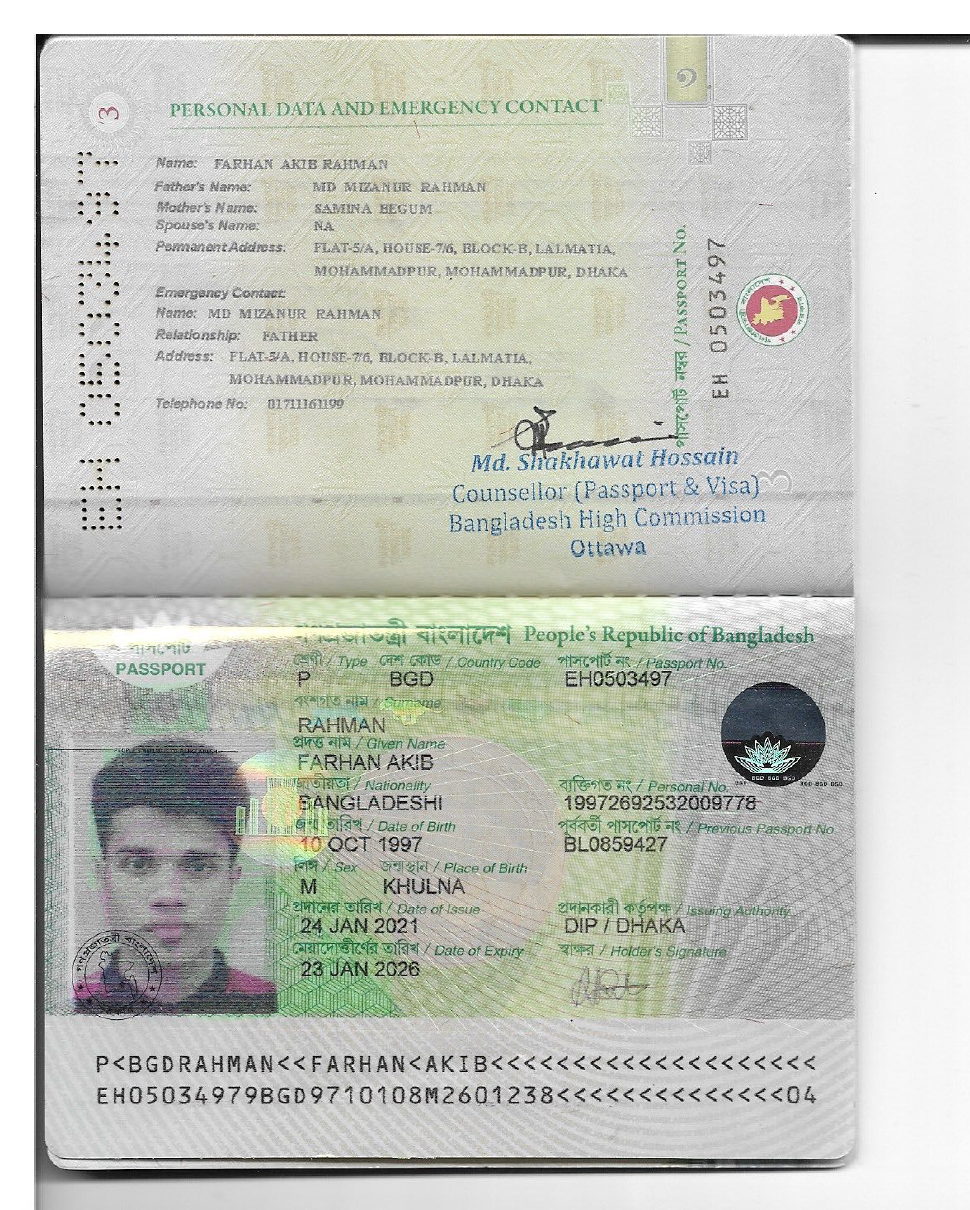 3
PERSONAL DATA AND EMERGENCY CONTACT
Name: FARHAN AKIB RAHMAN
Father's Name: MD MIZANUR RAHMAN
Mother's Name: SAMINA BEGUM
Spouse's Name: NA
Permanent Address: FLAT-5/A, HOUSE-7/6, BLOCK-B, LALMATIA,
MOHAMMADPUR, MOHAMMADPUR, DHAKA
Emergency Contact:
Name: MD MIZANUR RAHMAN
Relationship: FATHER
Address: FLAT-5/A, HOUSE-7/6, BLOCK-B, LALMATIA,
MOHAMMADPUR, MOHAMMADPUR, DHAKA
Telephone No: 01711161199
EH 0503497
পাসপোর্ট নম্বর / PASSPORT NO.
EH 0503497
Md. Shakhawat Hossain
Counsellor (Passport & Visa)
Bangladesh High Commission
Ottawa
গণপ্রজাতন্ত্রী বাংলাদেশ People's Republic of Bangladesh
পাসপোর্ট
PASSPORT
শ্রেণী / Type দেশ কোড / Country Code পাসপোর্ট নং / Passport No.
P BGD EH0503497
বংশগত নাম / Surname
RAHMAN
প্রদত্ত নাম / Given Name
FARHAN AKIB
জাতীয়তা / Nationality ব্যক্তিগত নং / Personal No.
BANGLADESHI 19972692532009778
জন্ম তারিখ / Date of Birth পূর্ববর্তী পাসপোর্ট নং / Previous Passport No
10 OCT 1997 BL0859427
লিঙ্গ / Sex জন্মস্থান / Place of Birth
M KHULNA
প্রদানের তারিখ / Date of Issue প্রদানকারী কর্তৃপক্ষ / Issuing Authority
24 JAN 2021 DIP / DHAKA
মেয়াদোত্তীর্ণের তারিখ / Date of Expiry স্বাক্ষর / Holder's Signature
23 JAN 2026
P<BGDRAHMAN<<FARHAN<AKIB<<<<<<<<<<<<<<<<<<<<
EH05034979BGD9710108M2601238<<<<<<<<<<<<<<04